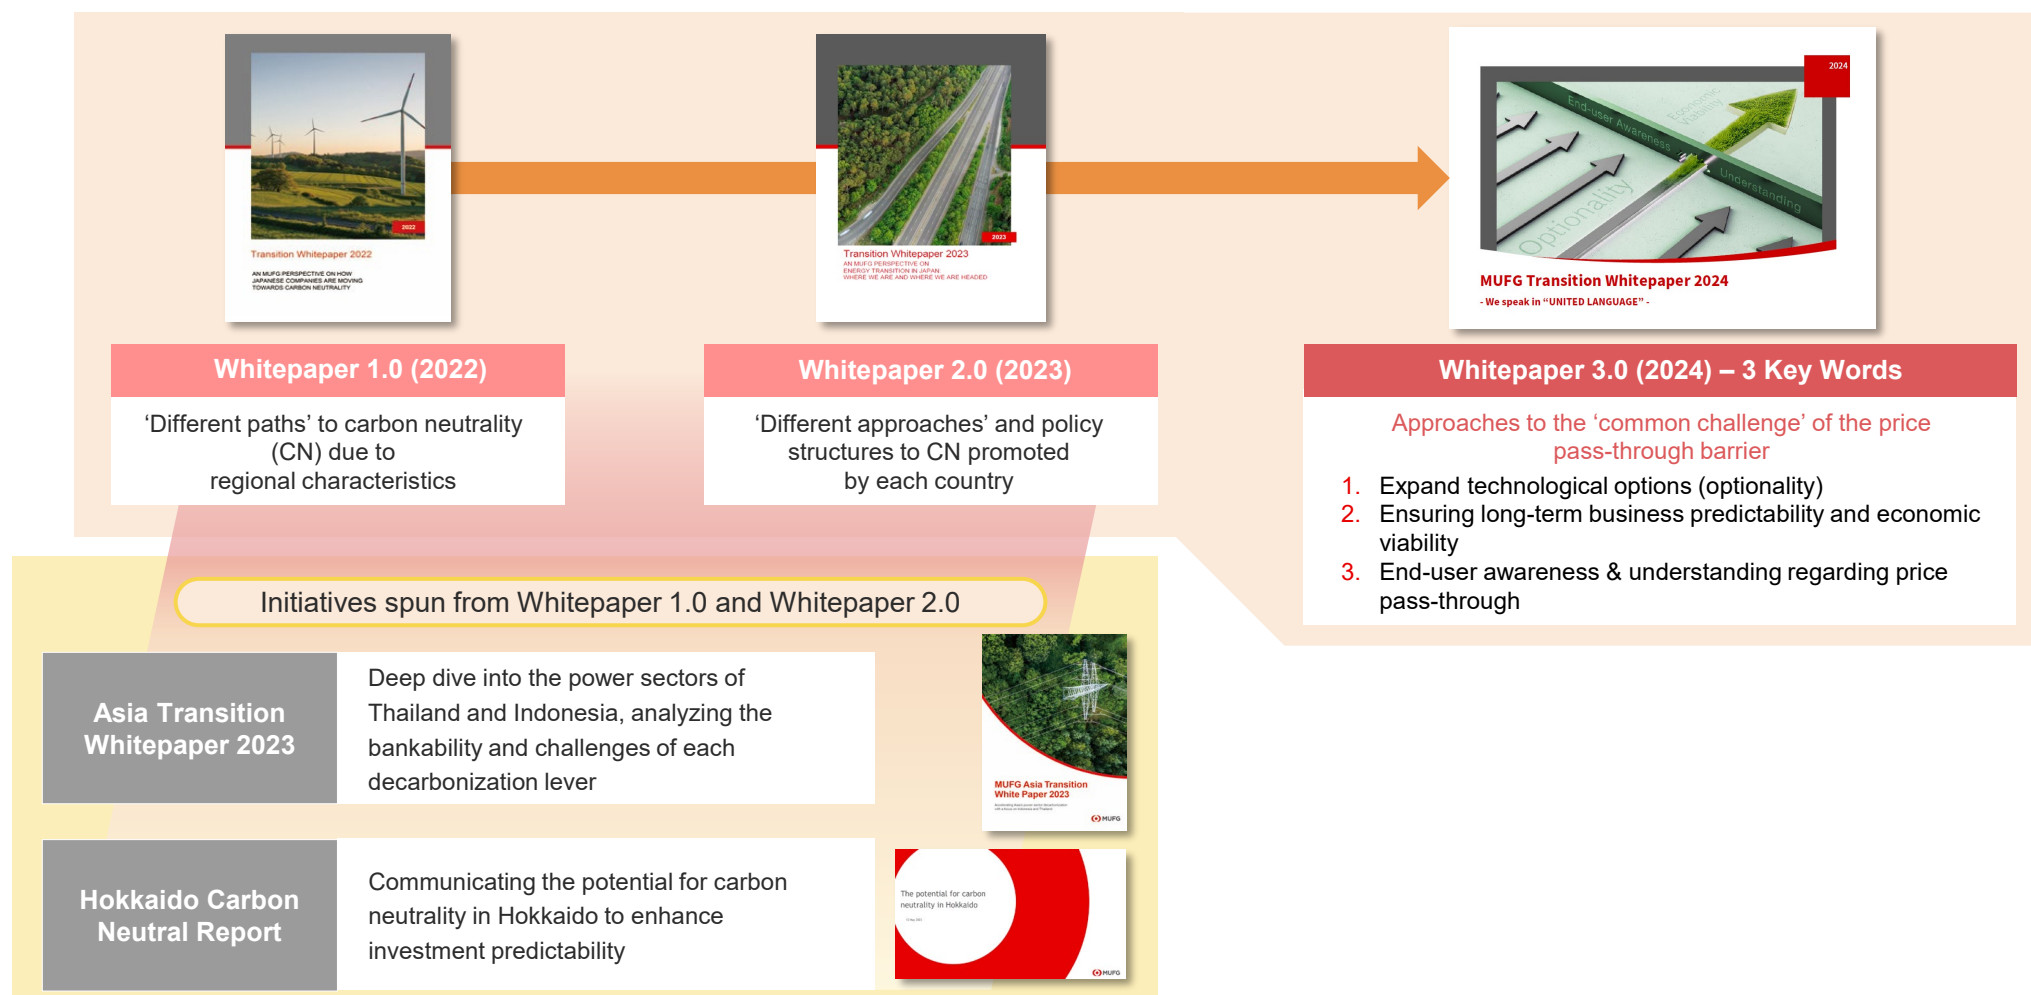 2022
Transition Whitepaper 2022
AN MUFG PERSPECTIVE ON HOW
JAPANESE COMPANIES ARE MOVING
TOWARDS CARBON NEUTRALITY
2023
Transition Whitepaper 2023
AN MUFG PERSPECTIVE ON
ENERGY TRANSITION IN JAPAN:
WHERE WE ARE AND WHERE WE ARE HEADED
2024
End-user Awareness
Economic
Viability
Understanding
Optionality
MUFG Transition Whitepaper 2024
- We speak in “UNITED LANGUAGE” -
Whitepaper 1.0 (2022)
‘Different paths’ to carbon neutrality
(CN) due to
regional characteristics
Whitepaper 2.0 (2023)
‘Different approaches’ and policy
structures to CN promoted
by each country
Whitepaper 3.0 (2024) – 3 Key Words
Approaches to the ‘common challenge’ of the price
pass-through barrier
1. Expand technological options (optionality)
2. Ensuring long-term business predictability and economic
viability
3. End-user awareness & understanding regarding price
pass-through
Initiatives spun from Whitepaper 1.0 and Whitepaper 2.0
Asia Transition
Whitepaper 2023
Deep dive into the power sectors of
Thailand and Indonesia, analyzing the
bankability and challenges of each
decarbonization lever
MUFG Asia Transition
White Paper 2023
MUFG
Hokkaido Carbon
Neutral Report
Communicating the potential for carbon
neutrality in Hokkaido to enhance
investment predictability
The potential for carbon
neutrality in Hokkaido
MUFG